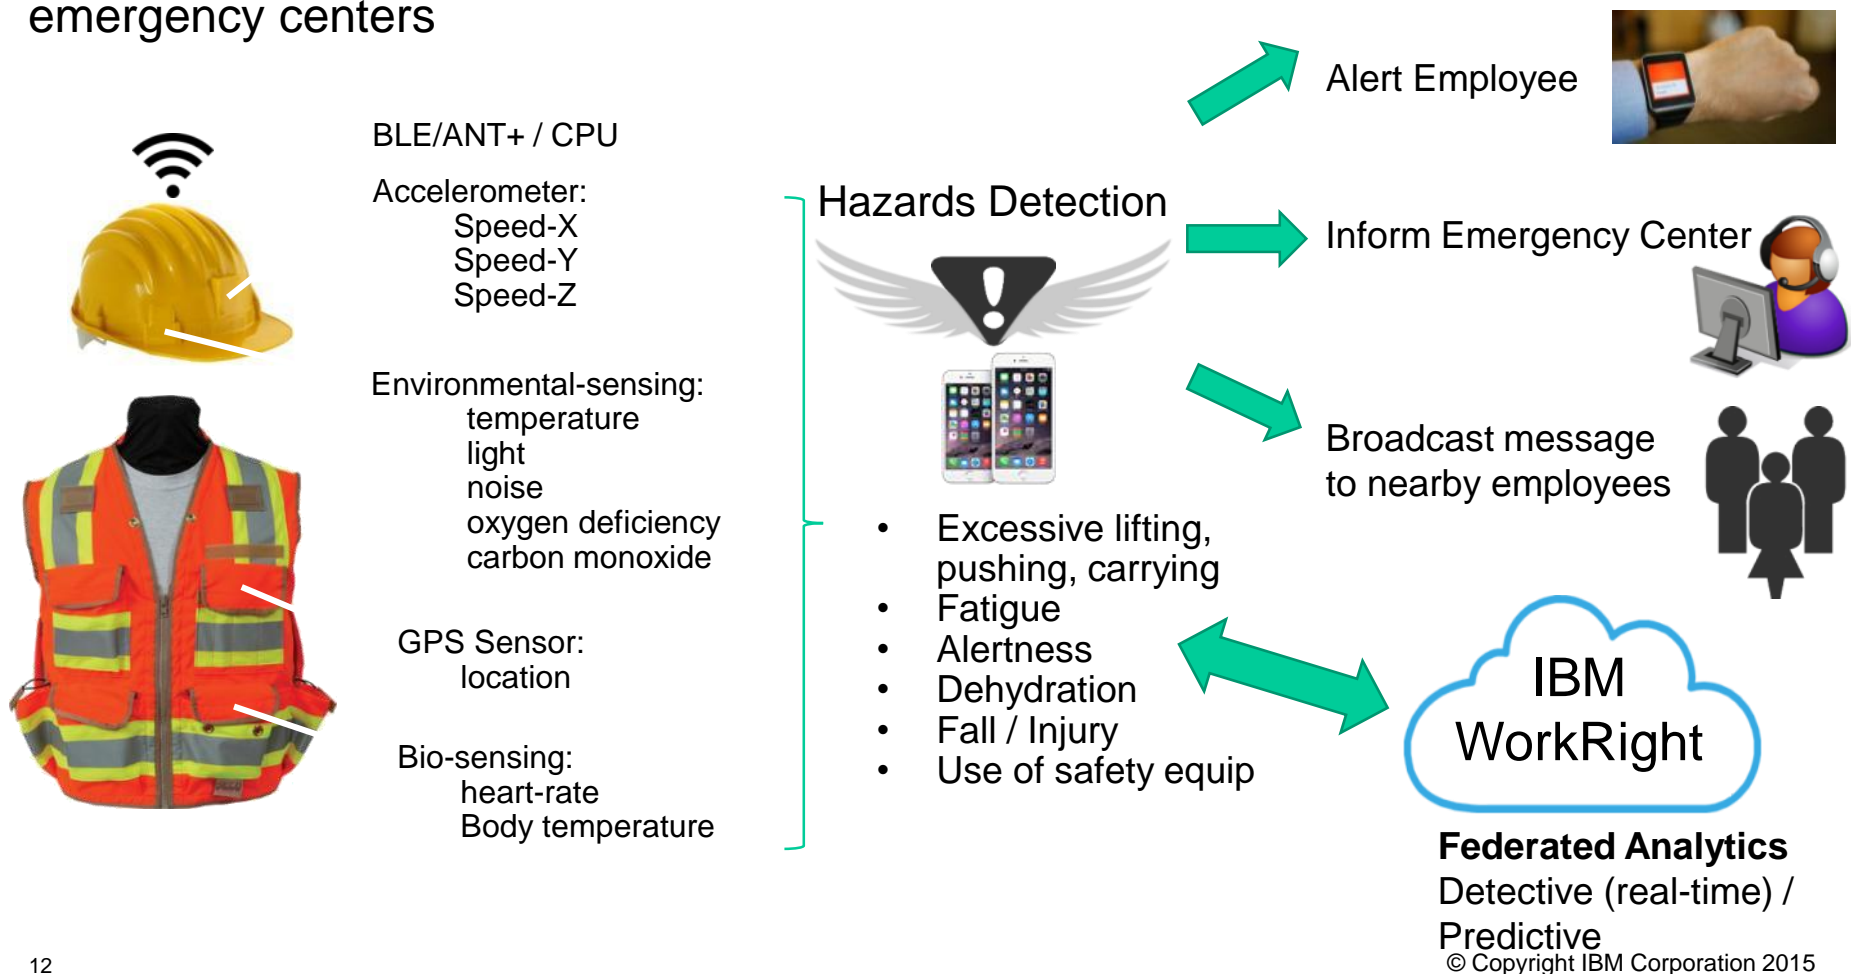 emergency centers
BLE/ANT+ / CPU
Accelerometer:
Speed-X
Speed-Y
Speed-Z
Environmental-sensing:
temperature
light
noise
oxygen deficiency
carbon monoxide
GPS Sensor:
location
Bio-sensing:
heart-rate
Body temperature
Hazards Detection
• Excessive lifting,
pushing, carrying
• Fatigue
• Alertness
• Dehydration
• Fall / Injury
• Use of safety equip
Alert Employee
Inform Emergency Center
Broadcast message
to nearby employees
IBM
WorkRight
Federated Analytics
Detective (real-time) /
Predictive
12
© Copyright IBM Corporation 2015